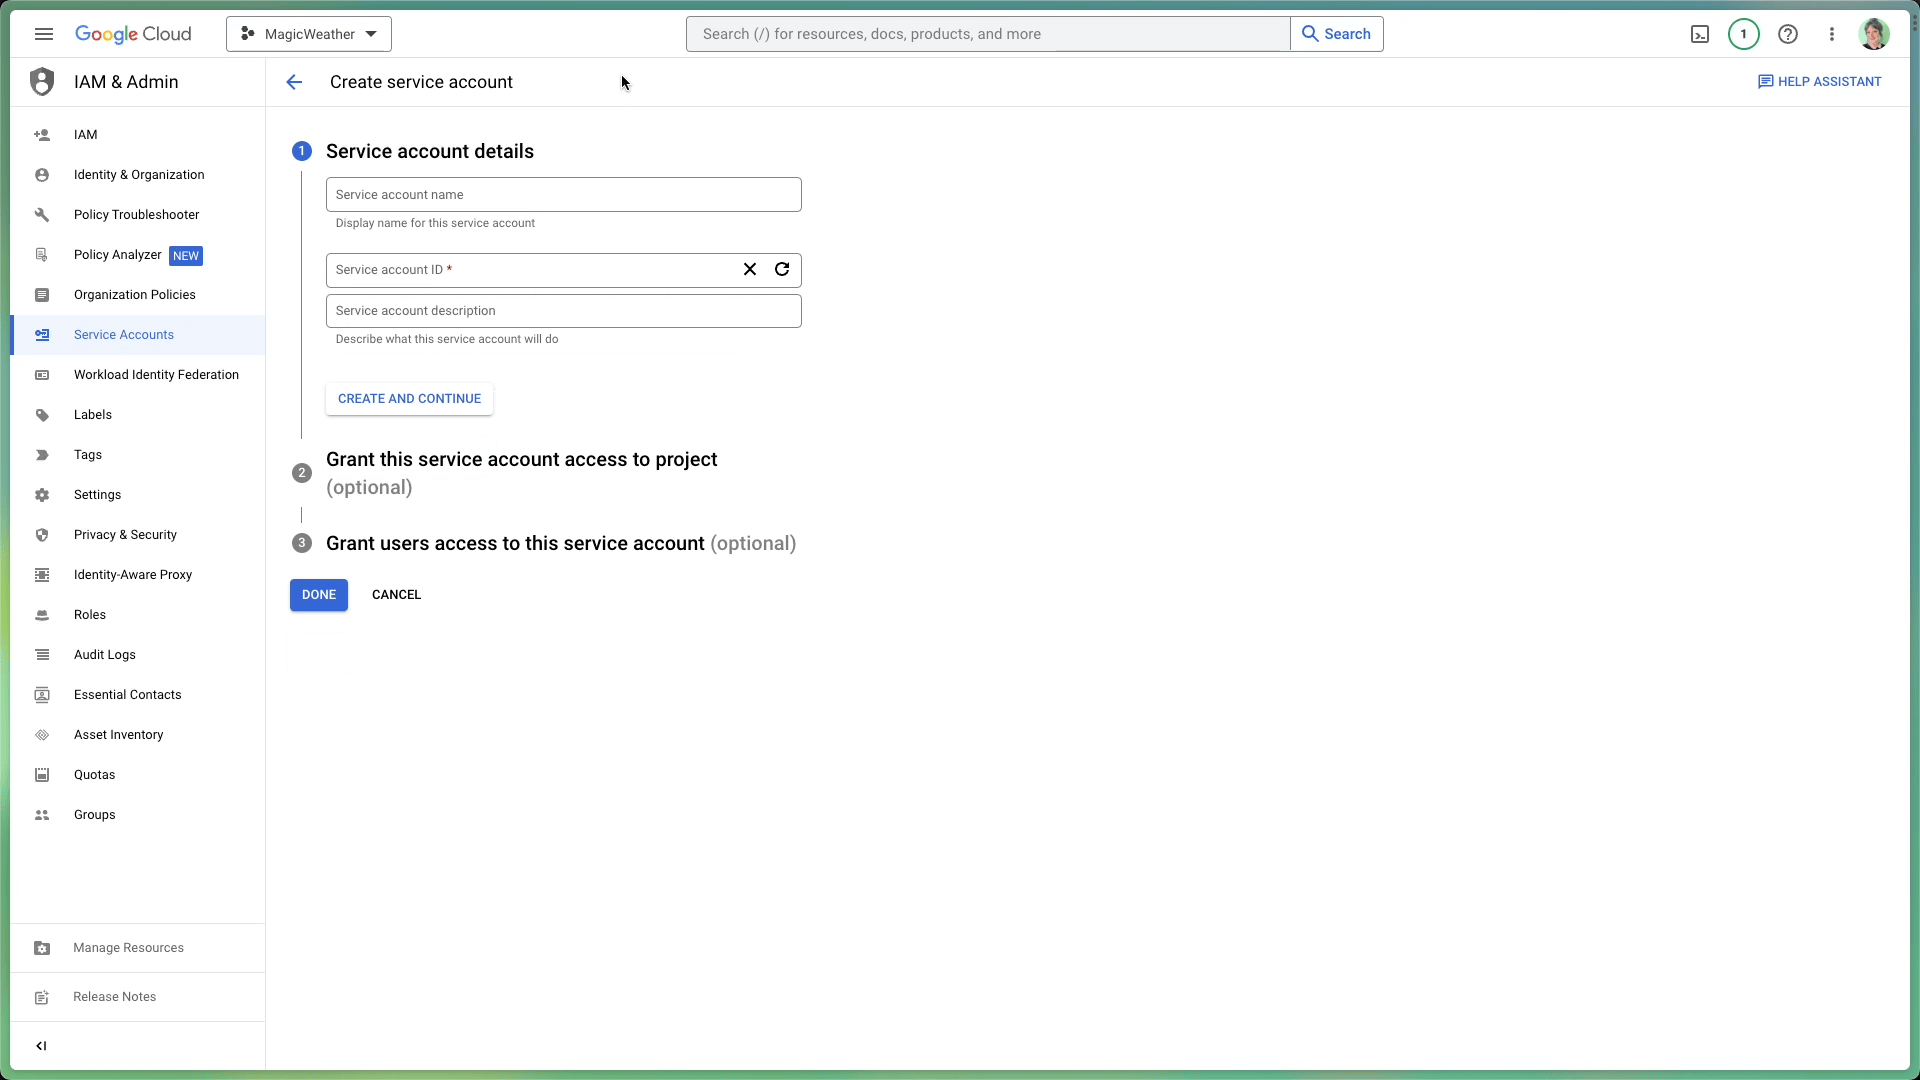 Google Cloud
MagicWeather
Search (/) for resources, docs, products, and more
Search
1
IAM & Admin
Create service account
HELP ASSISTANT
IAM
Identity & Organization
Policy Troubleshooter
Policy Analyzer NEW
Organization Policies
Service Accounts
Workload Identity Federation
Labels
Tags
Settings
Privacy & Security
Identity-Aware Proxy
Roles
Audit Logs
Essential Contacts
Asset Inventory
Quotas
Groups
Manage Resources
Release Notes
1 Service account details
Service account name
Display name for this service account
Service account ID *
Service account description
Describe what this service account will do
CREATE AND CONTINUE
2 Grant this service account access to project
(optional)
3 Grant users access to this service account (optional)
DONE
CANCEL